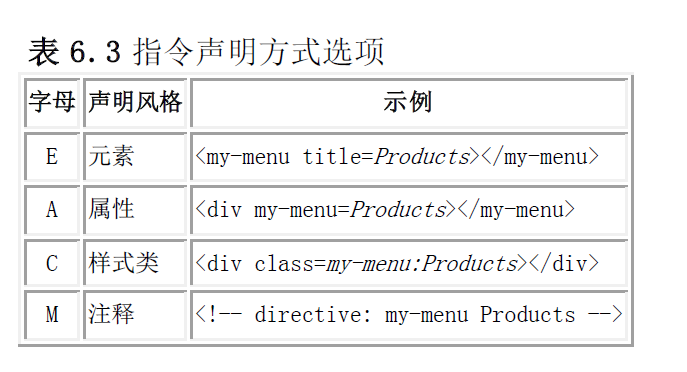 表 6.3 指令声明方式选项
字母 声明风格 示例
E 元素 <my-menu title=Products></my-menu>
A 属性 <div my-menu=Products></my-menu>
C 样式类 <div class=my-menu:Products></div>
M 注释 <!-- directive: my-menu Products -->